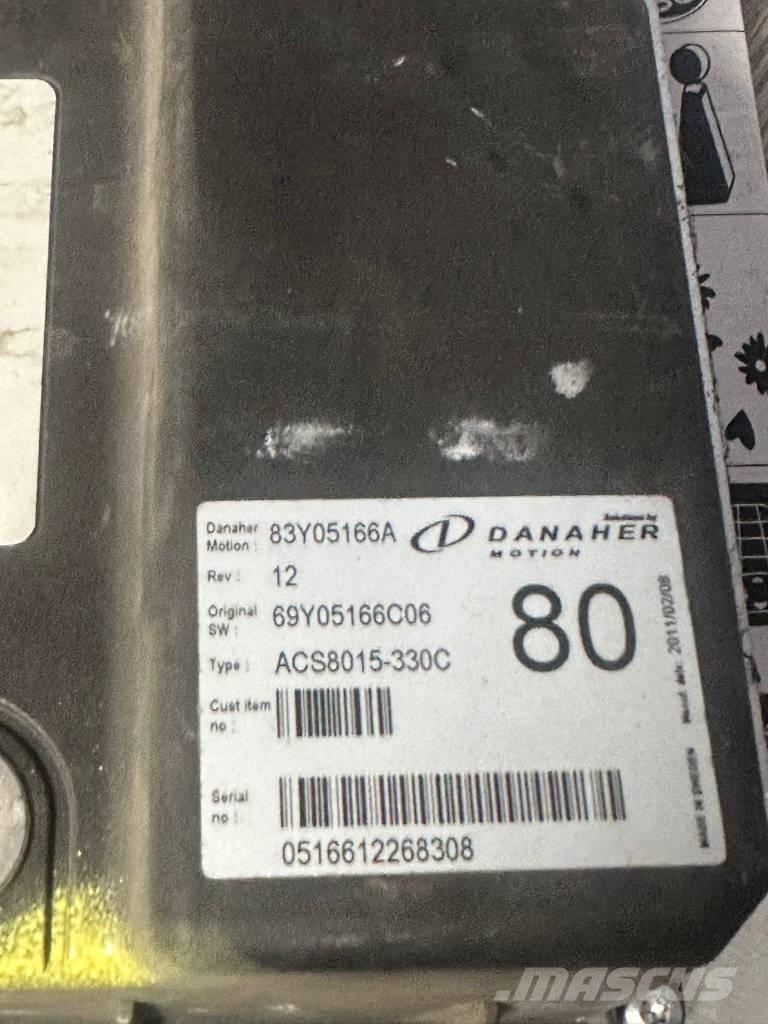 Danaher Motion : 83Y05166A
Solutions by
DANAHER
MOTION
Rev : 12
Original SW : 69Y05166C06
80
Type : ACS8015-330C
Cust item no :
Serial no :
0516612268308
Manuf. date: 2011/02/08
MADE IN SWEDEN
MASCUS